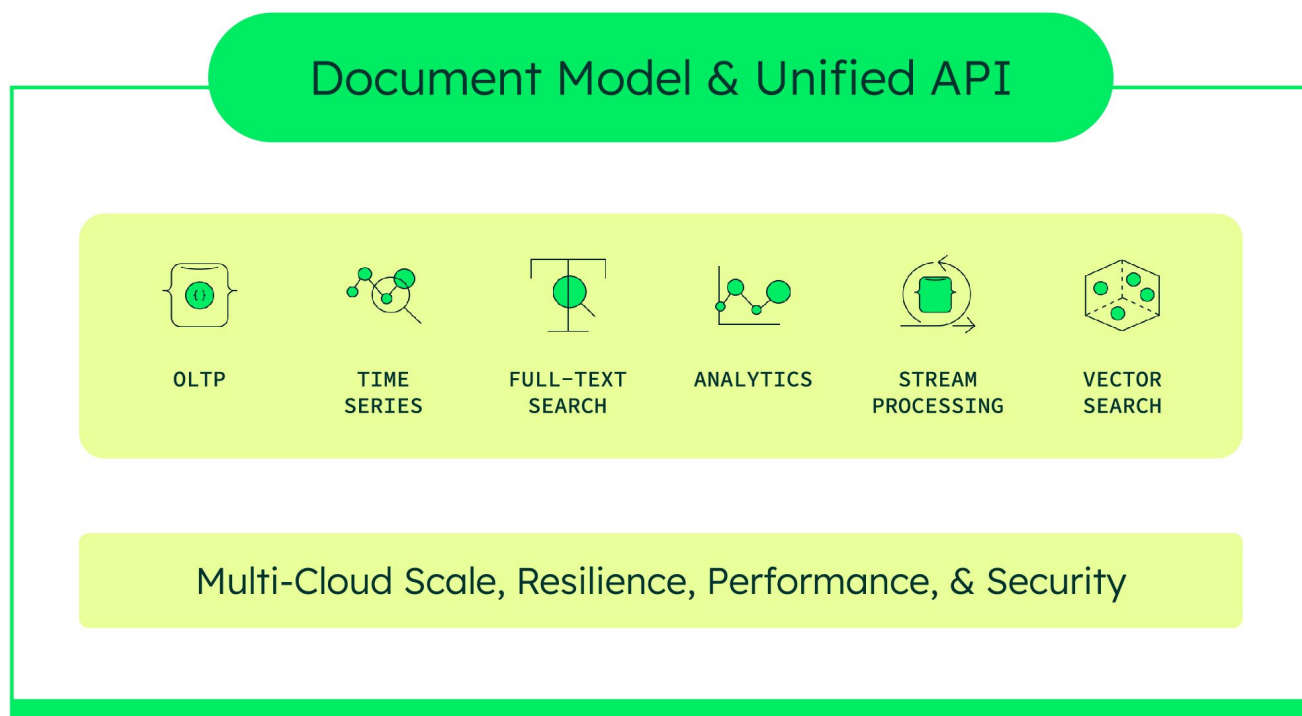 Document Model & Unified API
{}
OLTP
TIME
SERIES
FULL-TEXT
SEARCH
ANALYTICS
STREAM
PROCESSING
VECTOR
SEARCH
Multi-Cloud Scale, Resilience, Performance, & Security